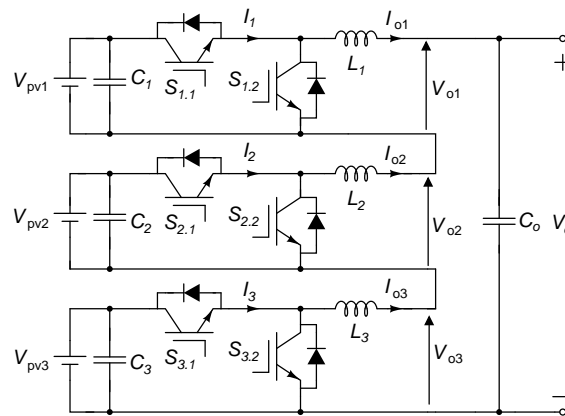 I1 Io1
Vpv1 C1 S1.1 S1.2 L1 Vo1 +
I2 Io2
Vpv2 C2 S2.1 S2.2 L2 Vo2 Co
I3 Io3
Vpv3 C3 S3.1 S3.2 L3 Vo3 −